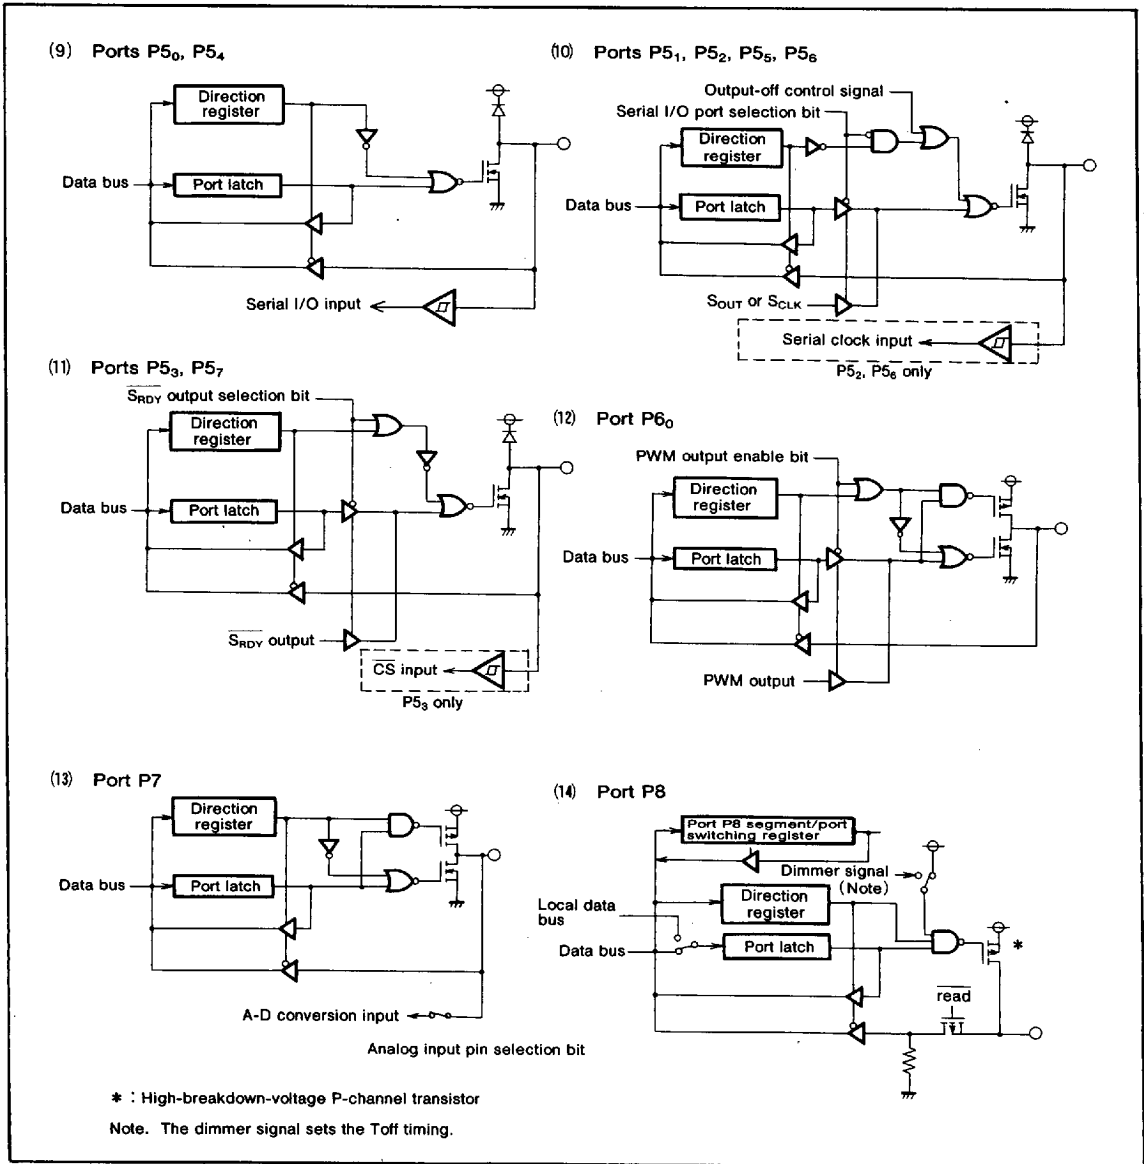 (9) Ports P5₀, P5₄
Direction
register
Data bus
Port latch
Serial I/O input
(10) Ports P5₁, P5₂, P5₅, P5₆
Output-off control signal
Serial I/O port selection bit
Direction
register
Data bus
Port latch
S_OUT or S_CLK
Serial clock input
P5₂, P5₆ only
(11) Ports P5₃, P5₇
S_RDY output selection bit
Direction
register
Data bus
Port latch
S_RDY output
CS input
P5₃ only
(12) Port P6₀
PWM output enable bit
Direction
register
Data bus
Port latch
PWM output
(13) Port P7
Direction
register
Data bus
Port latch
A-D conversion input
Analog input pin selection bit
(14) Port P8
Port P8 segment/port
switching register
Dimmer signal
(Note)
Direction
register
Local data
bus
Data bus
Port latch
*
read
* : High-breakdown-voltage P-channel transistor
Note. The dimmer signal sets the Toff timing.